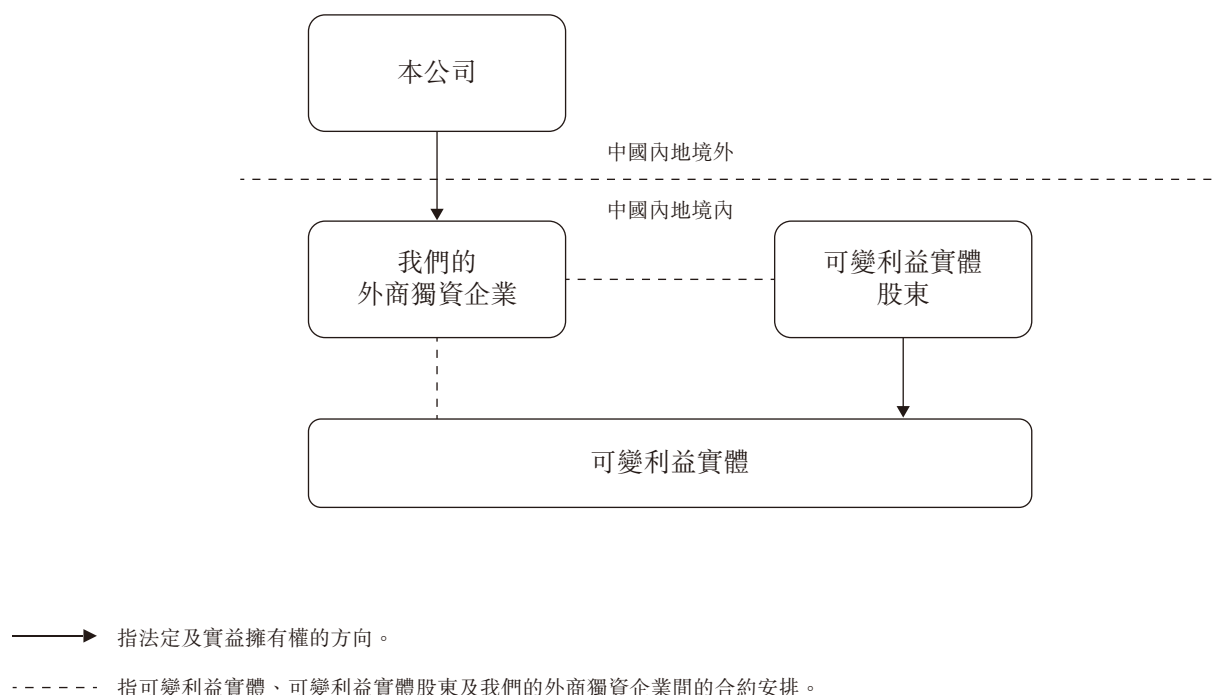 本公司
中國內地境外
中國內地境內
我們的
外商獨資企業
可變利益實體
股東
可變利益實體
指法定及實益擁有權的方向。
指可變利益實體、可變利益實體股東及我們的外商獨資企業間的合約安排。